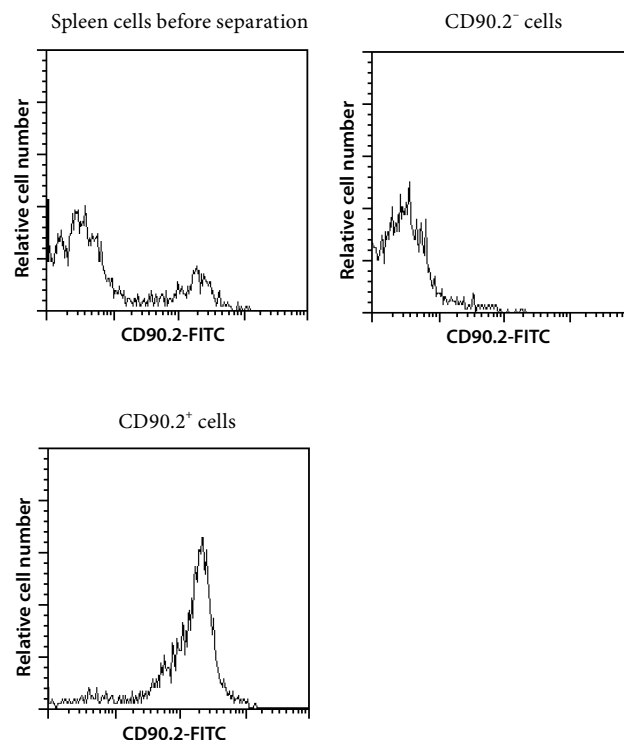 Spleen cells before separation
Relative cell number
CD90.2-FITC
CD90.2⁻ cells
Relative cell number
CD90.2-FITC
CD90.2⁺ cells
Relative cell number
CD90.2-FITC